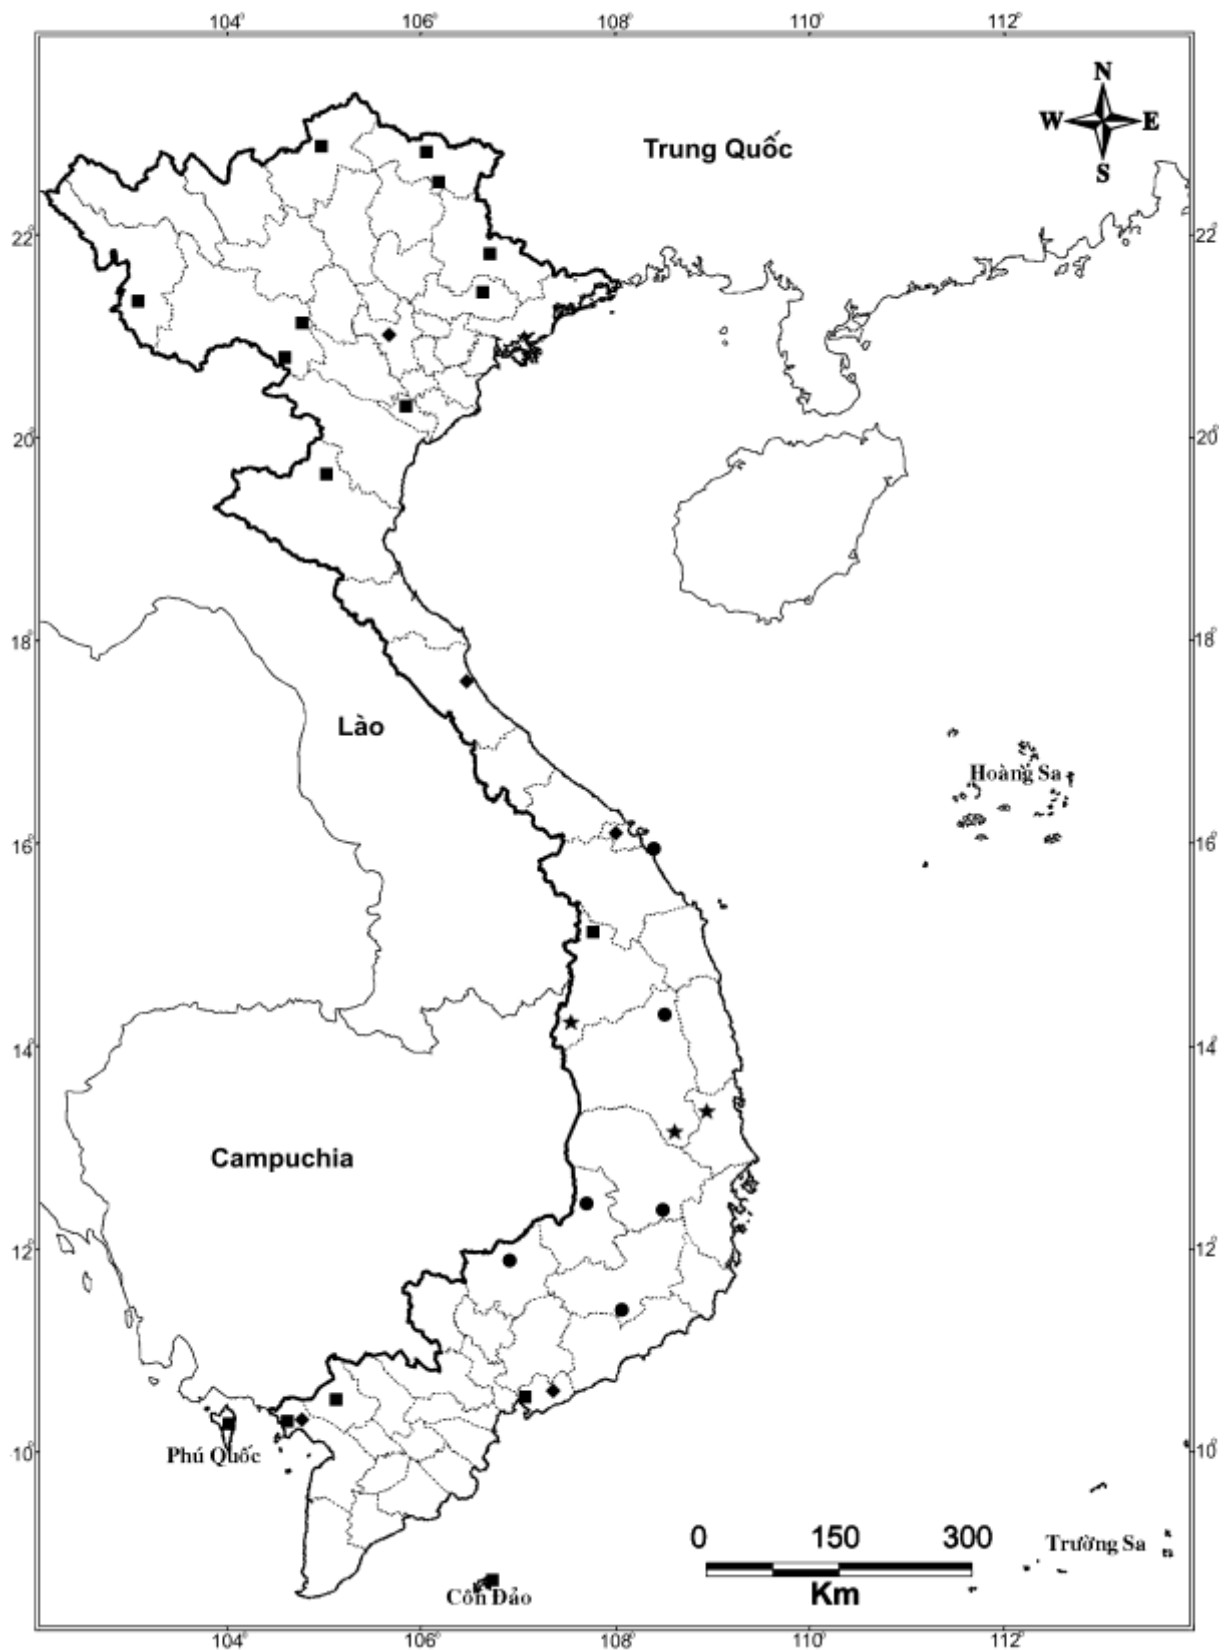 104° 106° 108° 110° 112°
N
W E
S
Trung Quốc
22° 22°
20° 20°
18° 18°
Lào
Hoàng Sa
16° 16°
14° 14°
Campuchia
12° 12°
Phú Quốc
10° 10°
0 150 300
Km
Trường Sa
Côn Đảo
104° 106° 108° 110° 112°